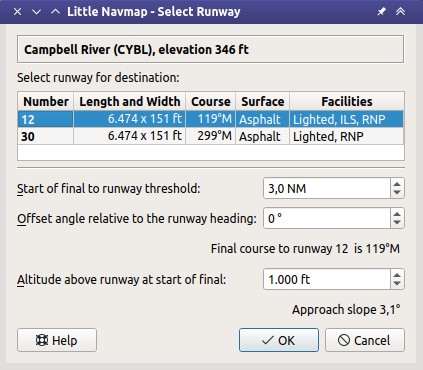 Little Navmap - Select Runway
Campbell River (CYBL), elevation 346 ft
Select runway for destination:
Number Length and Width Course Surface Facilities
12 6.474 x 151 ft 119°M Asphalt Lighted, ILS, RNP
30 6.474 x 151 ft 299°M Asphalt Lighted, RNP
Start of final to runway threshold: 3,0 NM
Offset angle relative to the runway heading: 0 °
Final course to runway 12 is 119°M
Altitude above runway at start of final: 1.000 ft
Approach slope 3,1°
Help OK Cancel